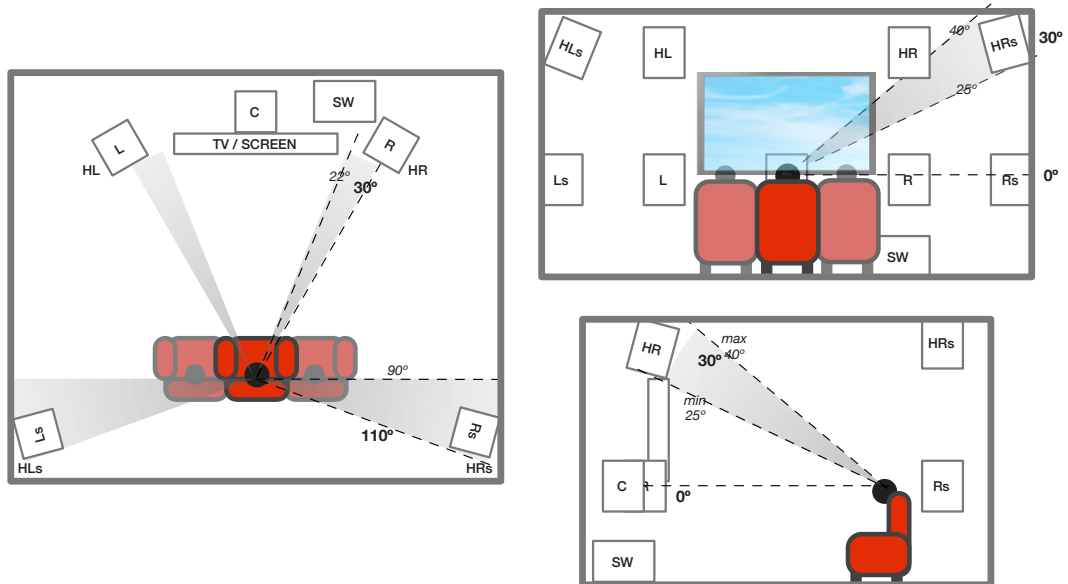 SW
C
L
R
TV / SCREEN
HL
HR
22º
30º
90º
Ls
Rs
110º
HLs
HRs
40º
30º
HLs
HL
HR
HRs
25º
Ls
L
R
Rs
0º
SW
HR
max
40º
30º
HRs
min
25º
C
R
0º
Rs
SW